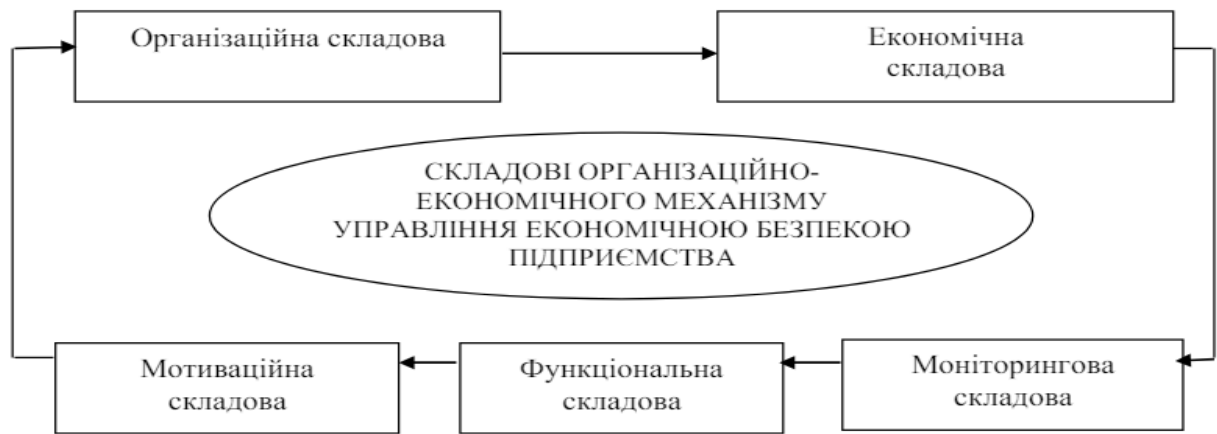 Організаційна складова
Економічна
складова
СКЛАДОВІ ОРГАНІЗАЦІЙНО-
ЕКОНОМІЧНОГО МЕХАНІЗМУ
УПРАВЛІННЯ ЕКОНОМІЧНОЮ БЕЗПЕКОЮ
ПІДПРИЄМСТВА
Мотиваційна
складова
Функціональна
складова
Моніторингова
складова